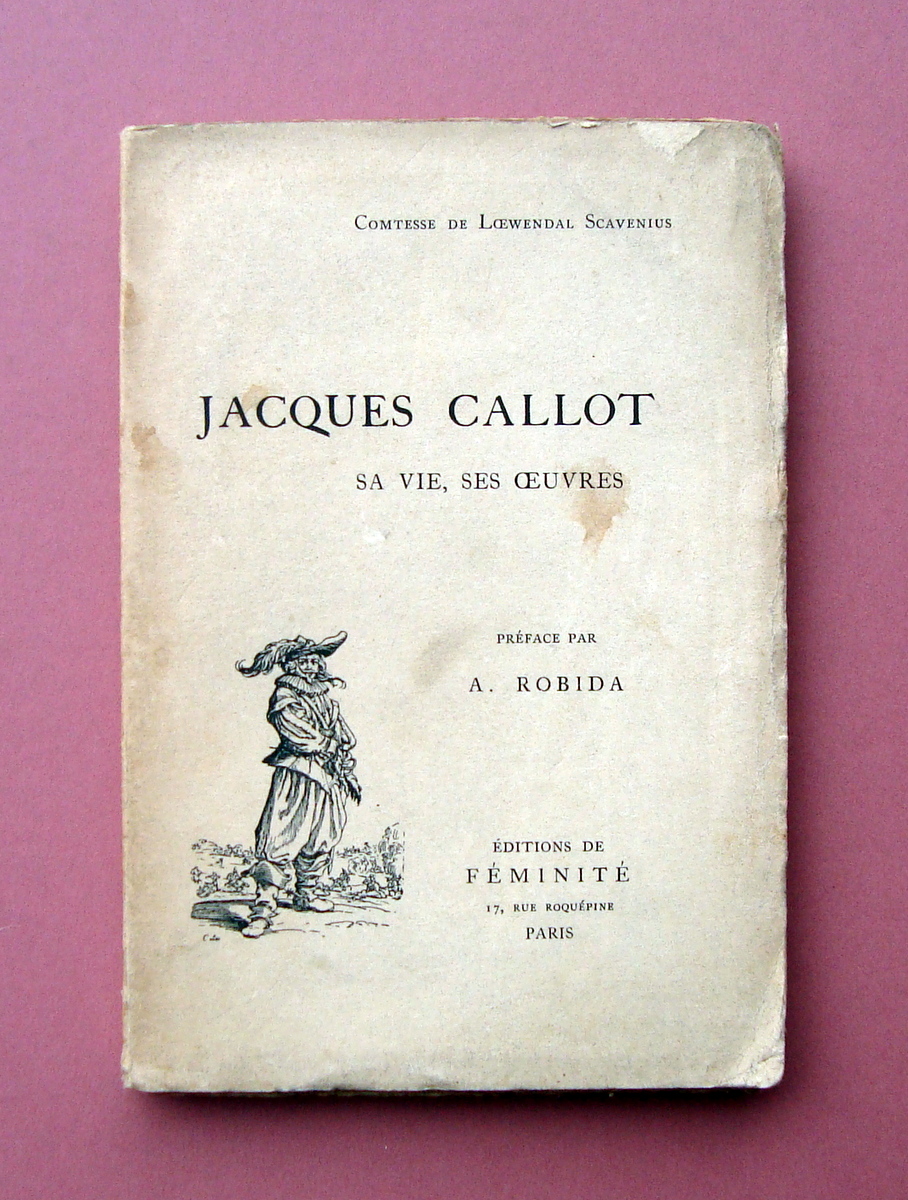 Comtesse de Lœwendal Scavenius
JACQUES CALLOT
SA VIE, SES ŒUVRES
PRÉFACE PAR
A. ROBIDA
ÉDITIONS DE
FÉMINITÉ
17, RUE ROQUÉPINE
PARIS